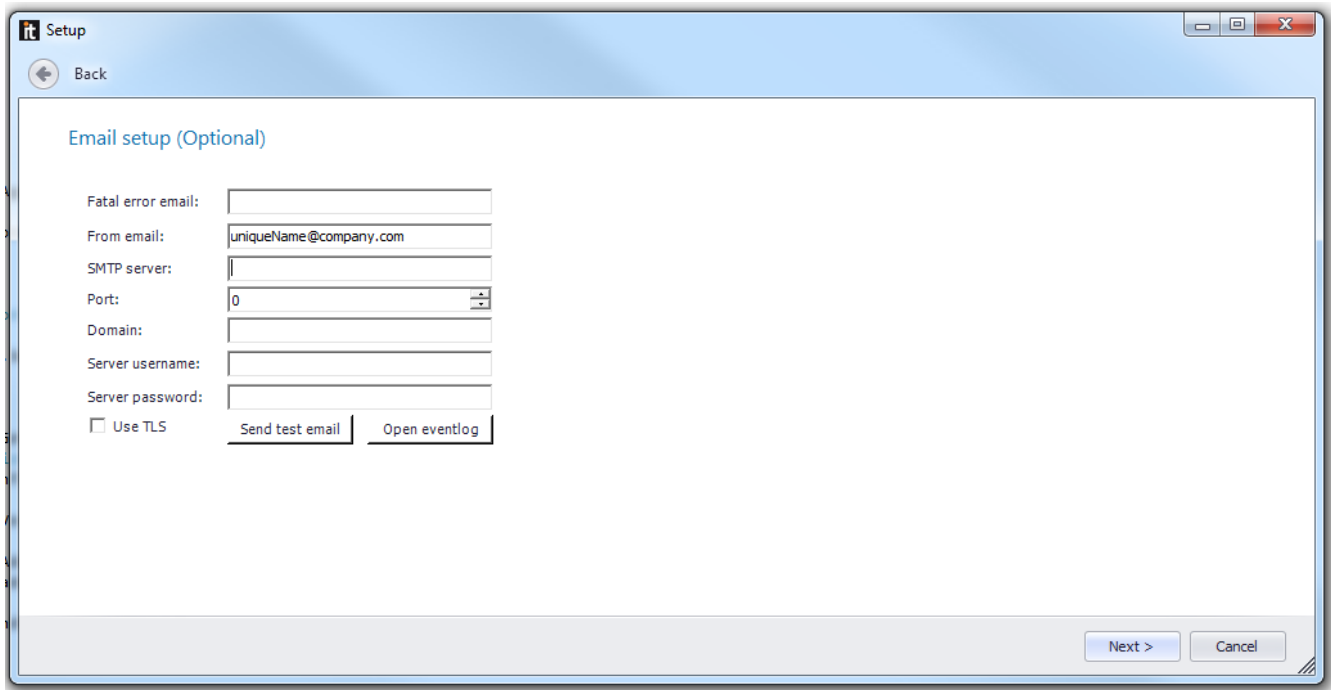 it Setup
Back
Email setup (Optional)
Fatal error email:
From email: uniqueName@company.com
SMTP server:
Port: 0
Domain:
Server username:
Server password:
Use TLS Send test email Open eventlog
Next > Cancel